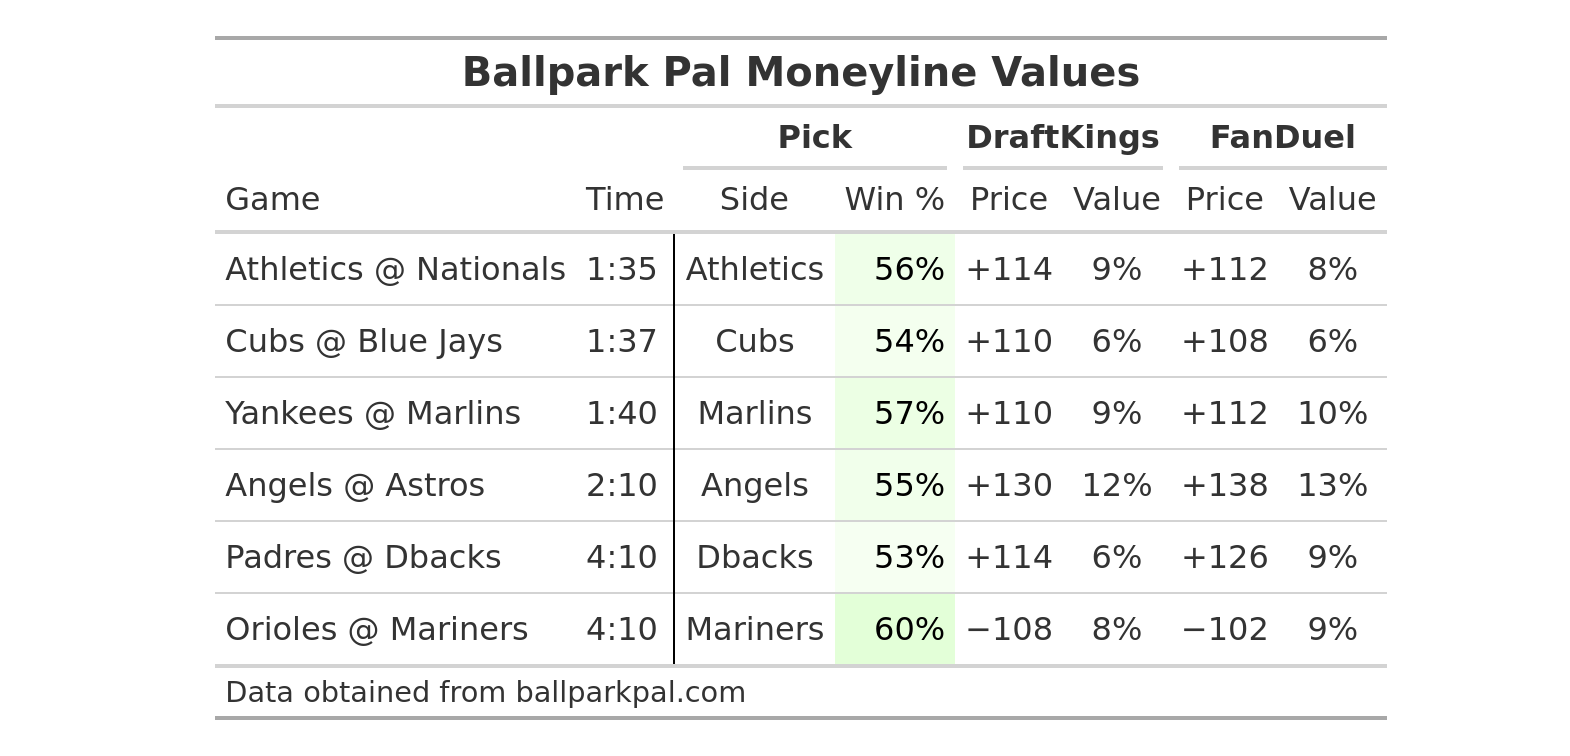 Ballpark Pal Moneyline Values
Pick DraftKings FanDuel
Game Time Side Win % Price Value Price Value
Athletics @ Nationals 1:35 Athletics 56% +114 9% +112 8%
Cubs @ Blue Jays 1:37 Cubs 54% +110 6% +108 6%
Yankees @ Marlins 1:40 Marlins 57% +110 9% +112 10%
Angels @ Astros 2:10 Angels 55% +130 12% +138 13%
Padres @ Dbacks 4:10 Dbacks 53% +114 6% +126 9%
Orioles @ Mariners 4:10 Mariners 60% −108 8% −102 9%
Data obtained from ballparkpal.com